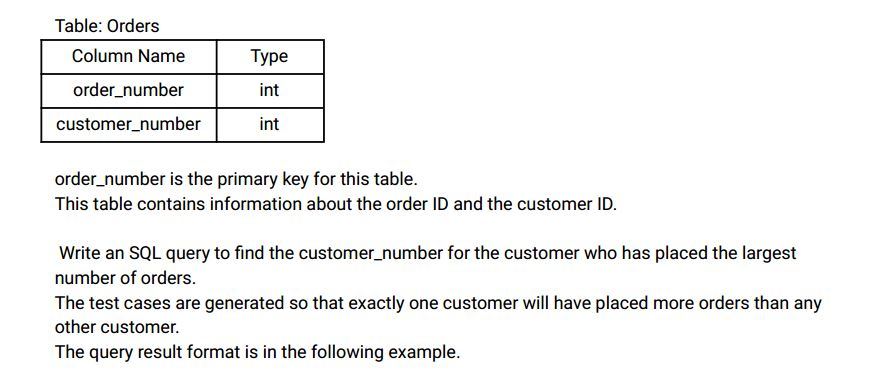 Table: Orders
Column Name Type
order_number int
customer_number int
order_number is the primary key for this table.
This table contains information about the order ID and the customer ID.
Write an SQL query to find the customer_number for the customer who has placed the largest
number of orders.
The test cases are generated so that exactly one customer will have placed more orders than any
other customer.
The query result format is in the following example.